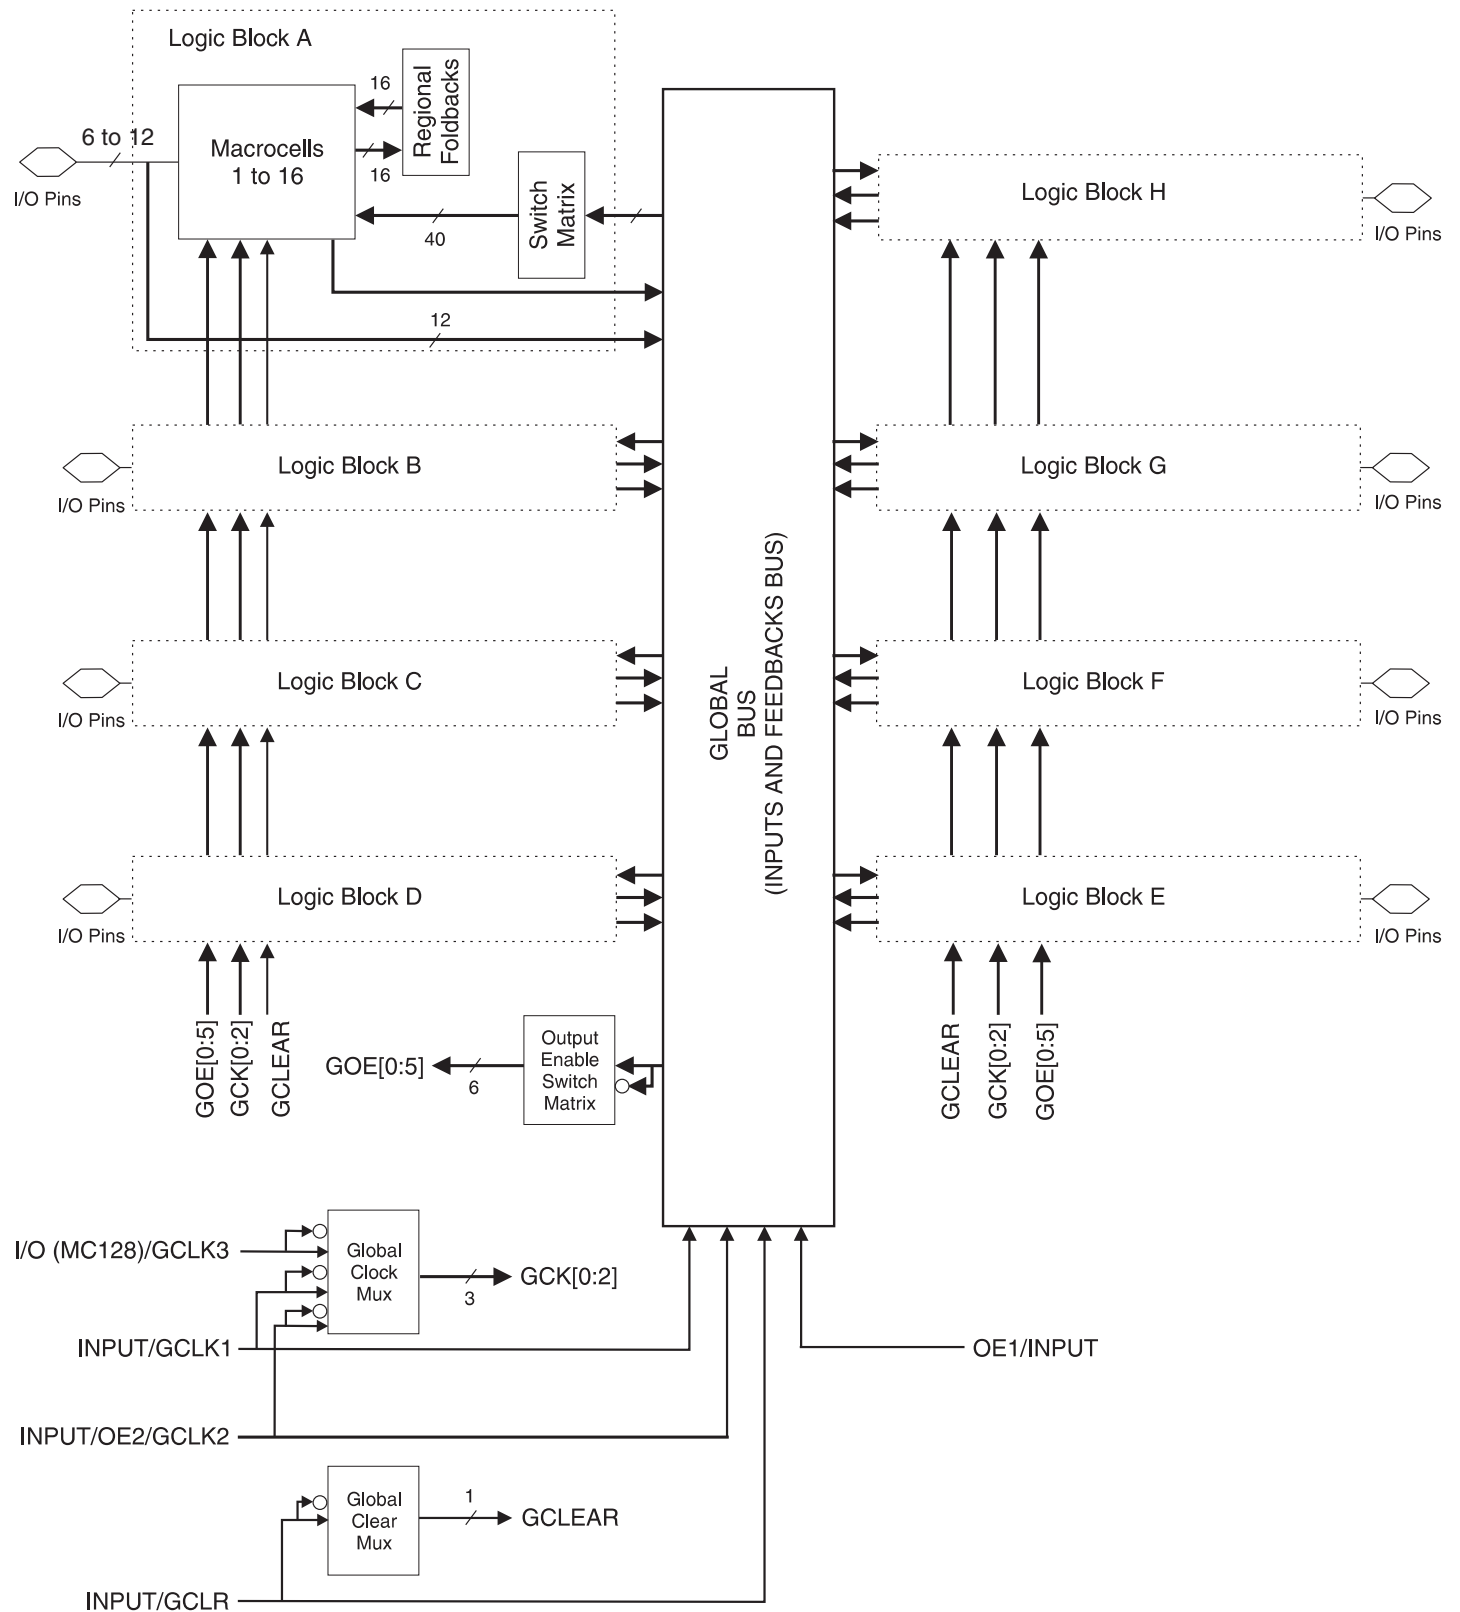 Logic Block A
16
Regional
Foldbacks
6 to 12
Macrocells
1 to 16
16
I/O Pins
Switch
Matrix
40
12
Logic Block H
I/O Pins
Logic Block B
I/O Pins
Logic Block G
I/O Pins
GLOBAL
BUS
(INPUTS AND FEEDBACKS BUS)
Logic Block C
I/O Pins
Logic Block F
I/O Pins
Logic Block D
I/O Pins
Logic Block E
I/O Pins
GOE[0:5]
GCK[0:2]
GCLEAR
GOE[0:5]
6
Output
Enable
Switch
Matrix
GCLEAR
GCK[0:2]
GOE[0:5]
I/O (MC128)/GCLK3
Global
Clock
Mux
3
GCK[0:2]
INPUT/GCLK1
OE1/INPUT
INPUT/OE2/GCLK2
Global
Clear
Mux
1
GCLEAR
INPUT/GCLR